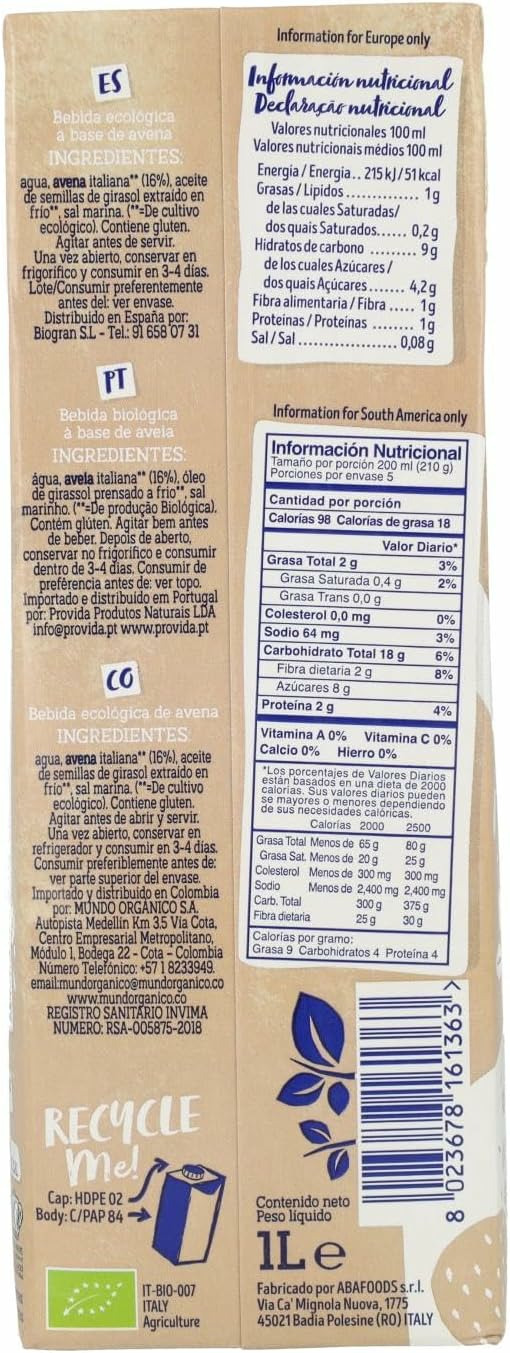 ES
Bebida ecológica
a base de avena
INGREDIENTES:
agua, avena italiana** (16%), aceite
de semillas de girasol extraído en
frío**, sal marina. (**=De cultivo
ecológico). Contiene gluten.
Agitar antes de servir.
Una vez abierto, conservar en
frigorífico y consumir en 3-4 días.
Lote/Consumir preferentemente
antes del: ver envase.
Distribuido en España por:
Biogran S.L - Tel.: 91 658 07 31
PT
Bebida biológica
à base de aveia
INGREDIENTES:
água, aveia italiana** (16%), óleo
de girassol prensado a frio**, sal
marinho. (**=De produção Biológica).
Contém glúten. Agitar bem antes
de beber. Depois de aberto,
conservar no frigorífico e consumir
dentro de 3-4 dias. Consumir de
preferência antes de: ver topo.
Importado e distribuido em Portugal
por: Provida Produtos Naturais LDA
info@provida.pt www.provida.pt
CO
Bebida ecológica de avena
INGREDIENTES
agua, avena italiana** (16%), aceite
de semillas de girasol extraído en
frío**, sal marina. (**=De cultivo
ecológico). Contiene gluten.
Agitar antes de abrir y servir.
Una vez abierto, conservar en
refrigerador y consumir en 3-4 días.
Consumir preferiblemente antes de:
ver parte superior del envase.
Importado y distribuido en Colombia
por: MUNDO ORGÁNICO S.A.
Autopista Medellín Km 3.5 Vía Cota,
Centro Empresarial Metropolitano,
Módulo 1, Bodega 22 - Cota - Colombia
Número Telefónico: +57 1 8233949.
email:mundorganico@mundorganico.co
www.mundorganico.co
REGISTRO SANITARIO INVIMA
NUMERO: RSA-005875-2018
RECYCLE
Me!
Cap: HDPE 02
Body: C/PAP 84
IT-BIO-007
ITALY
Agriculture
Information for Europe only
Información nutricional
Declaração nutricional
Valores nutricionales 100 ml
Valores nutricionais médios 100 ml
Energía / Energia.. 215 kJ / 51 kcal
Grasas / Lípidos............ 1g
de las cuales Saturadas/
dos quais Saturados...... 0,2g
Hidratos de carbono ......... 9g
de los cuales Azúcares /
dos quais Açúcares....... 4,2g
Fibra alimentaria / Fibra ..... 1g
Proteinas / Proteínas ....... 1g
Sal / Sal .................. 0,08g
Information for South America only
Información Nutricional
Tamaño por porción 200 ml (210 g)
Porciones por envase 5
Cantidad por porción
Calorías 98 Calorías de grasa 18
Valor Diario*
Grasa Total 2 g 3%
Grasa Saturada 0,4 g 2%
Grasa Trans 0,0 g
Colesterol 0,0 mg 0%
Sodio 64 mg 3%
Carbohidrato Total 18 g 6%
Fibra dietaria 2 g 8%
Azúcares 8 g
Proteína 2 g 4%
Vitamina A 0% Vitamina C 0%
Calcio 0% Hierro 0%
*Los porcentajes de Valores Diarios
están basados en una dieta de 2000
calorías. Sus valores diarios pueden
se mayores o menores dependiendo
de sus necesidades calóricas.
Calorías 2000 2500
Grasa Total Menos de 65 g 80 g
Grasa Sat. Menos de 20 g 25 g
Colesterol Menos de 300 mg 300 mg
Sodio Menos de 2,400 mg 2,400 mg
Carb. Total 300 g 375 g
Fibra dietaria 25 g 30 g
Calorías por gramo:
Grasa 9 Carbohidratos 4 Proteína 4
8 023678 161363 >
Contenido neto
Peso líquido
1L e
Fabricado por ABAFOODS s.r.l.
Via Ca' Mignola Nuova, 1775
45021 Badia Polesine (RO) ITALY